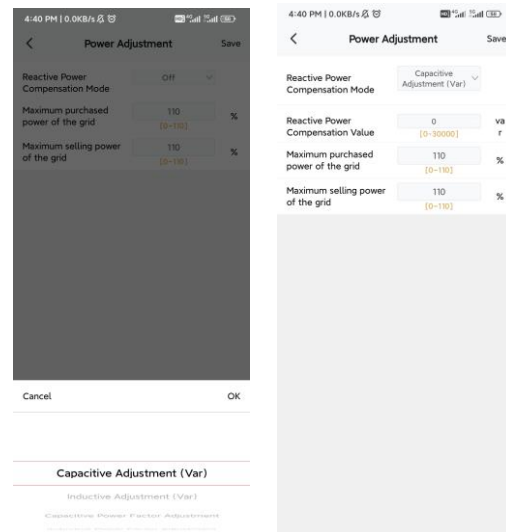 4:40 PM | 0.0KB/s
Power Adjustment
Save
Reactive Power
Compensation Mode
Off
Maximum purchased
power of the grid
110
[0~110]
%
Maximum selling power
of the grid
110
[0~110]
%
Cancel
OK
Capacitive Adjustment (Var)
Inductive Adjustment (Var)
Capacitive Power Factor Adjustment
4:40 PM | 0.0KB/s
Power Adjustment
Save
Reactive Power
Compensation Mode
Capacitive
Adjustment (Var)
Reactive Power
Compensation Value
0
[0~30000]
va
r
Maximum purchased
power of the grid
110
[0~110]
%
Maximum selling power
of the grid
110
[0~110]
%